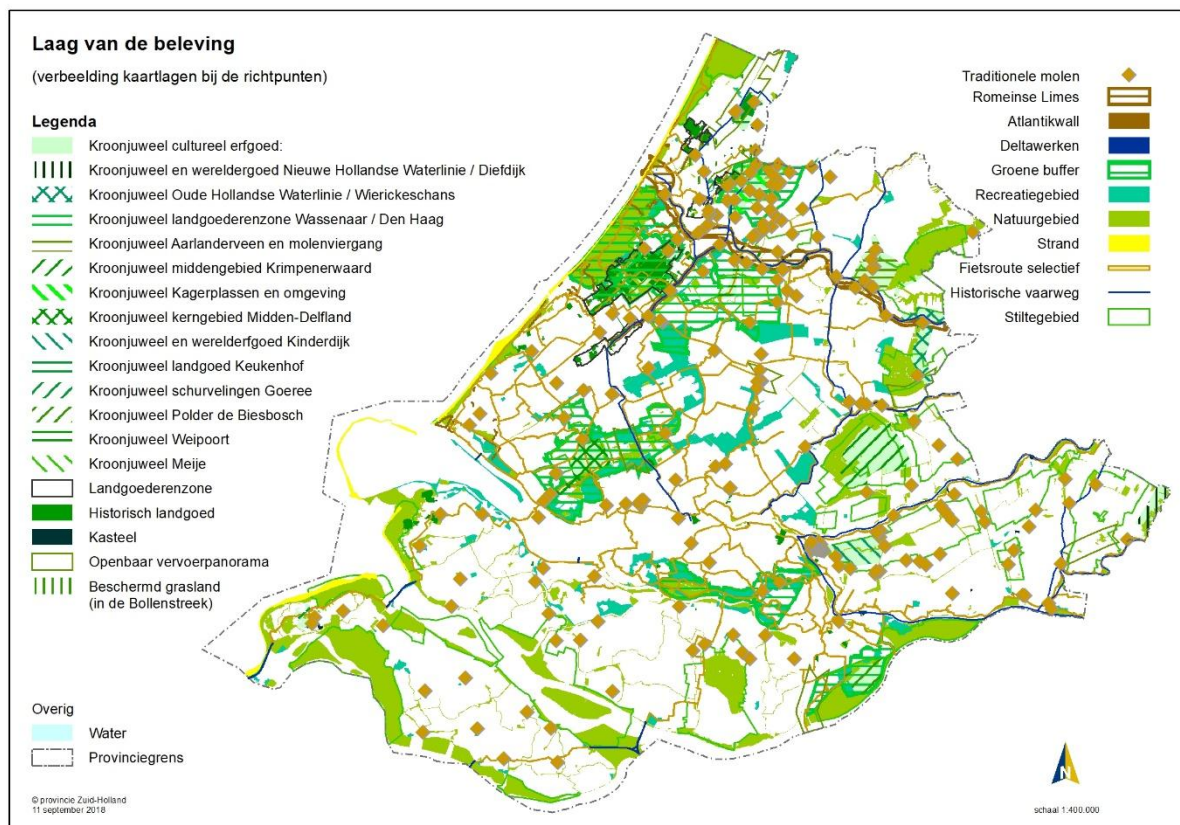 Laag van de beleving
(verbeelding kaartlagen bij de richtpunten)
Legenda
Kroonjuweel cultureel erfgoed:
Kroonjuweel en wereldergoed Nieuwe Hollandse Waterlinie / Diefdijk
Kroonjuweel Oude Hollandse Waterlinie / Wierickeschans
Kroonjuweel landgoederenzone Wassenaar / Den Haag
Kroonjuweel Aarlanderveen en molenviergang
Kroonjuweel middengebied Krimpenerwaard
Kroonjuweel Kagerplassen en omgeving
Kroonjuweel kerngebied Midden-Delfland
Kroonjuweel en werelderfgoed Kinderdijk
Kroonjuweel landgoed Keukenhof
Kroonjuweel schurvelingen Goeree
Kroonjuweel Polder de Biesbosch
Kroonjuweel Weipoort
Kroonjuweel Meije
Landgoederenzone
Historisch landgoed
Kasteel
Openbaar vervoerpanorama
Beschermd grasland
(in de Bollenstreek)
Overig
Water
Provinciegrens
© provincie Zuid-Holland
11 september 2018
Traditionele molen
Romeinse Limes
Atlantikwall
Deltawerken
Groene buffer
Recreatiegebied
Natuurgebied
Strand
Fietsroute selectief
Historische vaarweg
Stiltegebied
N
schaal 1:400.000